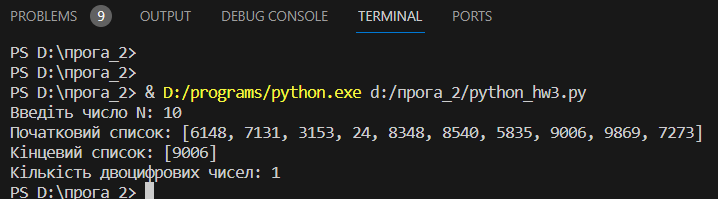 PROBLEMS 9 OUTPUT DEBUG CONSOLE TERMINAL PORTS
PS D:\прога_2>
PS D:\прога_2>
PS D:\прога_2> & D:/programs/python.exe d:/прога_2/python_hw3.py
Введіть число N: 10
Початковий список: [6148, 7131, 3153, 24, 8348, 8540, 5835, 9006, 9869, 7273]
Кінцевий список: [9006]
Кількість двоцифрових чисел: 1
PS D:\прога_2>